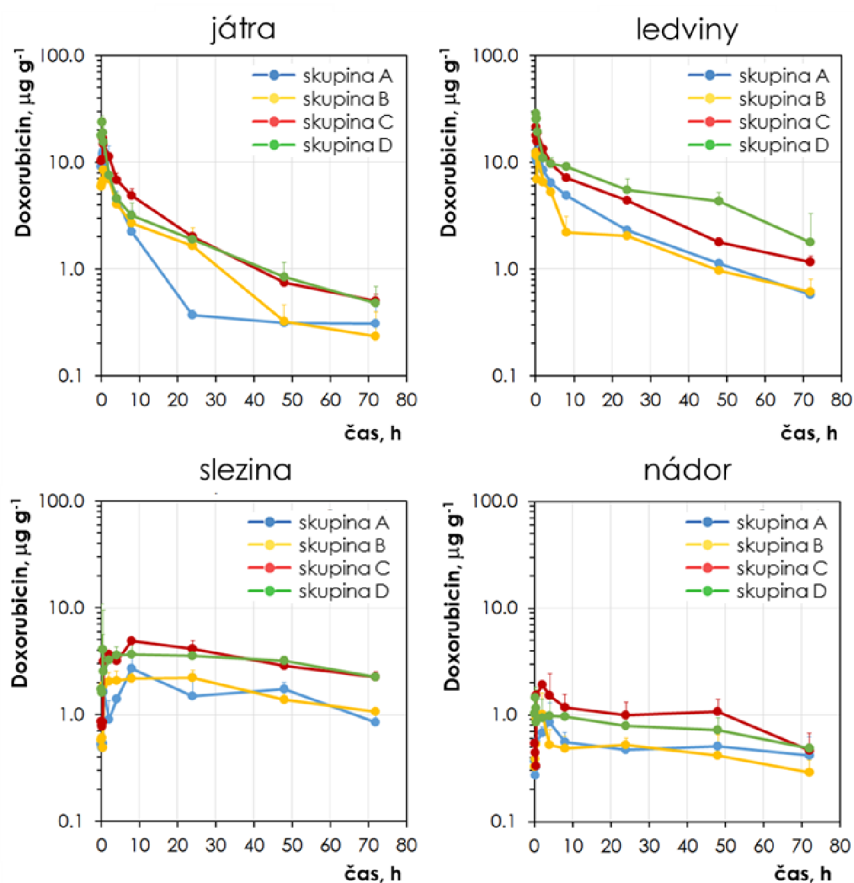 játra
Doxorubicin, µg g⁻¹
100.0
10.0
1.0
0.1
skupina A
skupina B
skupina C
skupina D
0 10 20 30 40 50 60 70 80
čas, h
ledviny
Doxorubicin, µg g⁻¹
100.0
10.0
1.0
0.1
skupina A
skupina B
skupina C
skupina D
0 10 20 30 40 50 60 70 80
čas, h
slezina
Doxorubicin, µg g⁻¹
100.0
10.0
1.0
0.1
skupina A
skupina B
skupina C
skupina D
0 10 20 30 40 50 60 70 80
čas, h
nádor
Doxorubicin, µg g⁻¹
100.0
10.0
1.0
0.1
skupina A
skupina B
skupina C
skupina D
0 10 20 30 40 50 60 70 80
čas, h